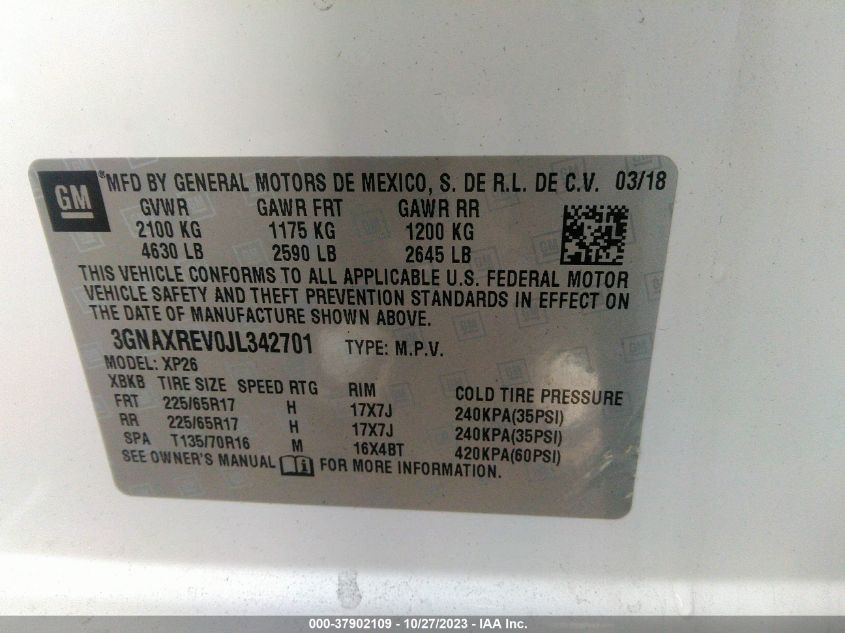 GM
®MFD BY GENERAL MOTORS DE MEXICO, S. DE R.L. DE C.V. 03/18
GVWR GAWR FRT GAWR RR
2100 KG 1175 KG 1200 KG
4630 LB 2590 LB 2645 LB
THIS VEHICLE CONFORMS TO ALL APPLICABLE U.S. FEDERAL MOTOR
VEHICLE SAFETY AND THEFT PREVENTION STANDARDS IN EFFECT ON
THE DATE OF MANUFACTURE SHOWN ABOVE.
3GNAXREV0JL342701 TYPE: M.P.V.
MODEL: XP26
XBKB TIRE SIZE SPEED RTG RIM COLD TIRE PRESSURE
FRT 225/65R17 H 17X7J 240KPA(35PSI)
RR 225/65R17 H 17X7J 240KPA(35PSI)
SPA T135/70R16 M 16X4BT 420KPA(60PSI)
SEE OWNER'S MANUAL FOR MORE INFORMATION.
000-37902109 - 10/27/2023 - IAA Inc.